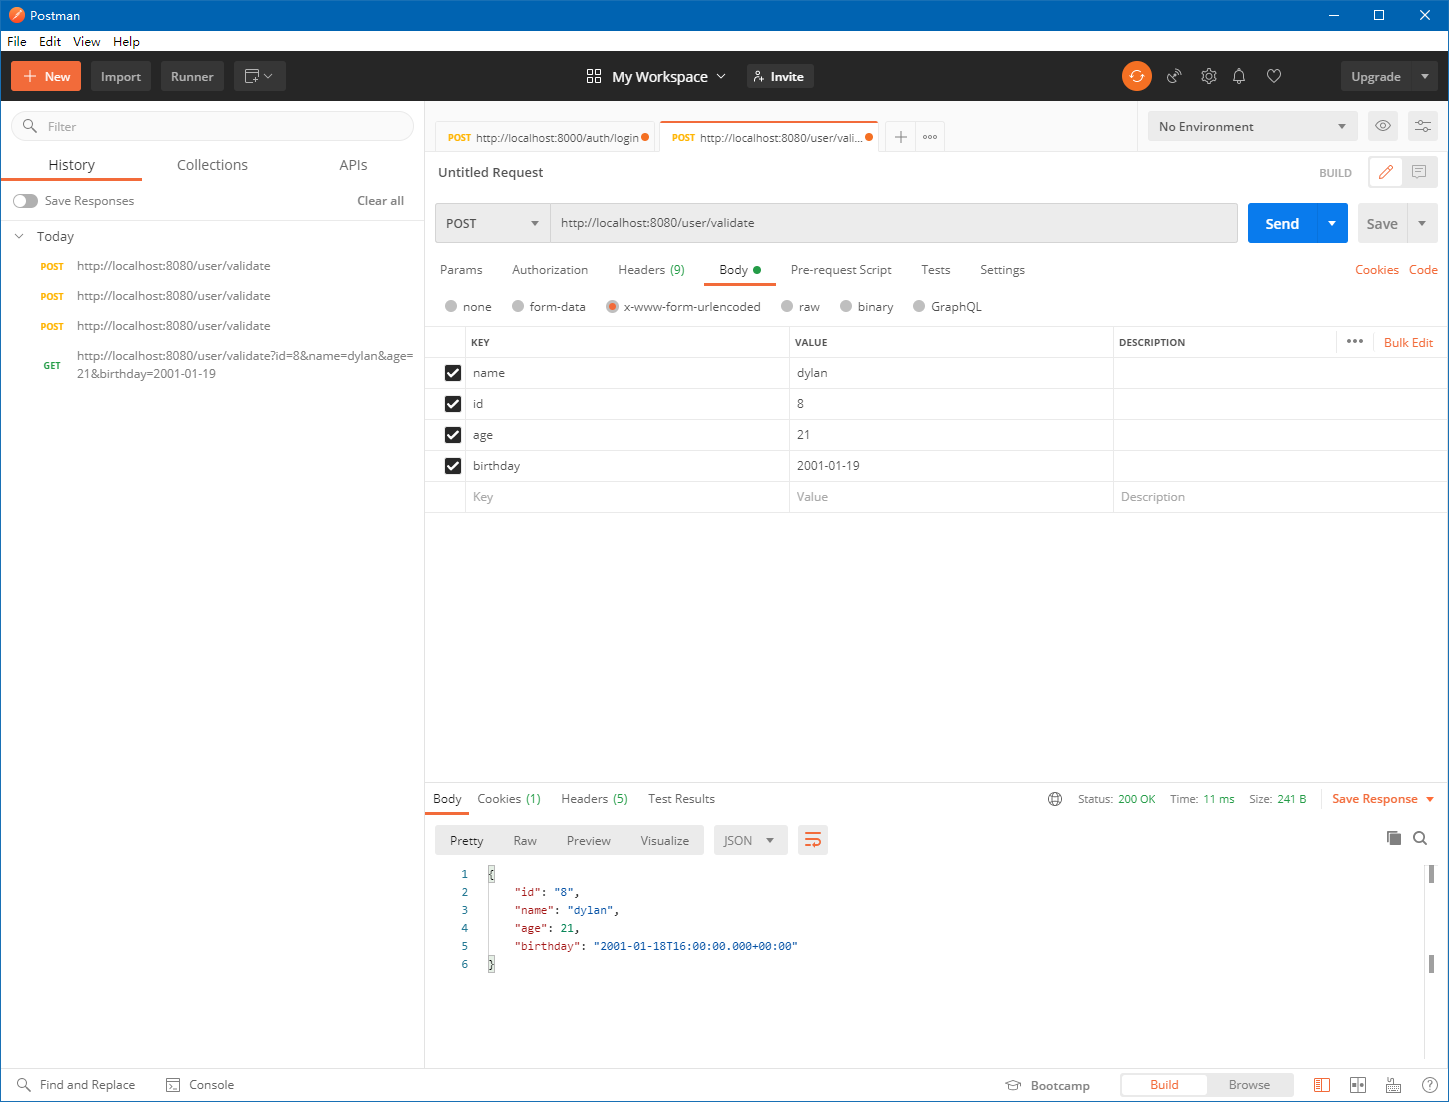 Postman
File Edit View Help
New Import Runner My Workspace Invite Upgrade
Filter
History Collections APIs
Save Responses Clear all
Today
POST http://localhost:8080/user/validate
POST http://localhost:8080/user/validate
POST http://localhost:8080/user/validate
GET http://localhost:8080/user/validate?id=8&name=dylan&age=
21&birthday=2001-01-19
POST http://localhost:8000/auth/login POST http://localhost:8080/user/vali... No Environment
Untitled Request BUILD
POST http://localhost:8080/user/validate Send Save
Params Authorization Headers (9) Body Pre-request Script Tests Settings Cookies Code
none form-data x-www-form-urlencoded raw binary GraphQL
KEY VALUE DESCRIPTION Bulk Edit
name dylan
id 8
age 21
birthday 2001-01-19
Key Value Description
Body Cookies (1) Headers (5) Test Results Status: 200 OK Time: 11 ms Size: 241 B Save Response
Pretty Raw Preview Visualize JSON
1 {
2 "id": "8",
3 "name": "dylan",
4 "age": 21,
5 "birthday": "2001-01-18T16:00:00.000+00:00"
6 }
Find and Replace Console Bootcamp Build Browse